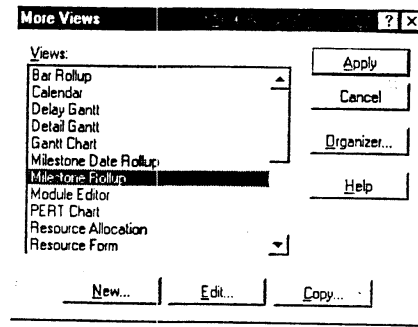 More Views
? X
Views:
Bar Rollup
Calendar
Delay Gantt
Detail Gantt
Gantt Chart
Milestone Date Rollup
Milestone Rollup
Module Editor
PERT Chart
Resource Allocation
Resource Form
Apply
Cancel
Organizer...
Help
New...
Edit...
Copy...